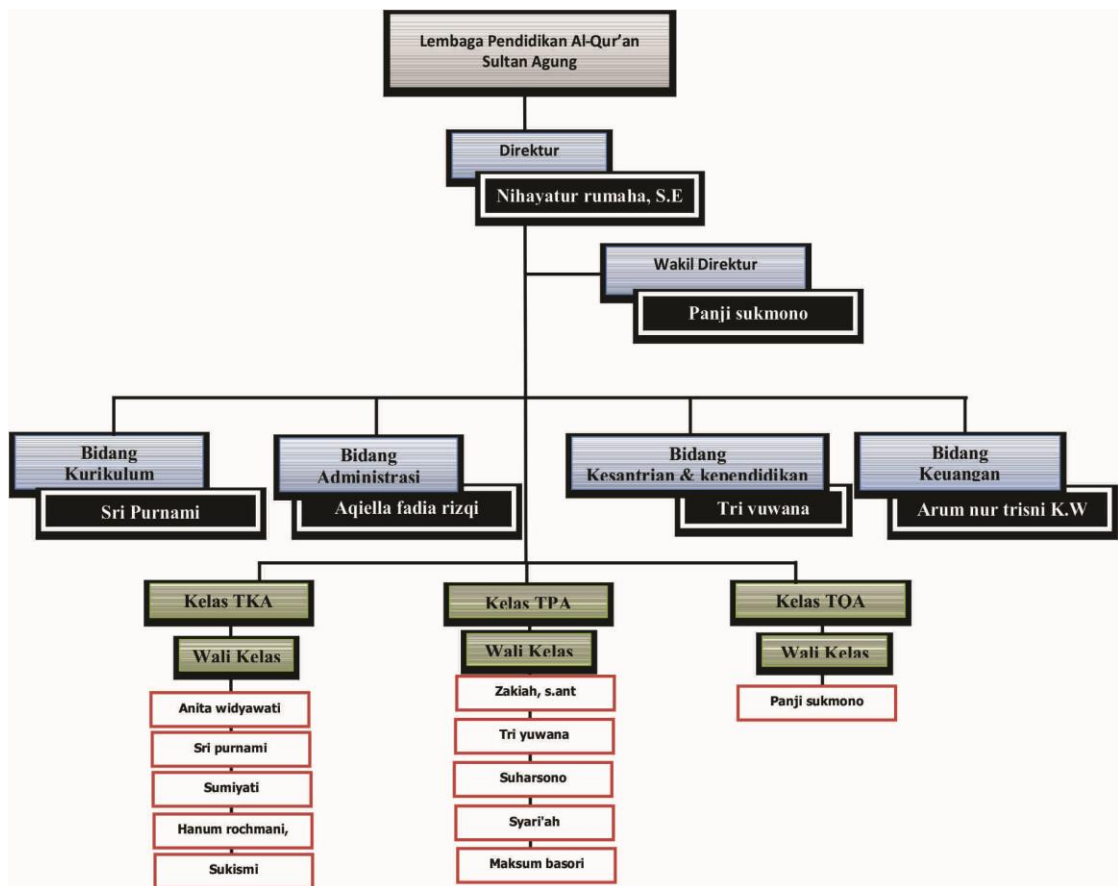 Lembaga Pendidikan Al-Qur'an
Sultan Agung
Direktur
Nihayatur rumaha, S.E
Wakil Direktur
Panji sukmono
Bidang
Kurikulum
Sri Purnami
Bidang
Administrasi
Aqiella fadia rizqi
Bidang
Kesantrian & kependidikan
Tri yuwana
Bidang
Keuangan
Arum nur trisni K.W
Kelas TKA
Wali Kelas
Anita widyawati
Sri purnami
Sumiyati
Hanum rochmani,
Sukismi
Kelas TPA
Wali Kelas
Zakiah, s.ant
Tri yuwana
Suharsono
Syari'ah
Maksum basori
Kelas TQA
Wali Kelas
Panji sukmono